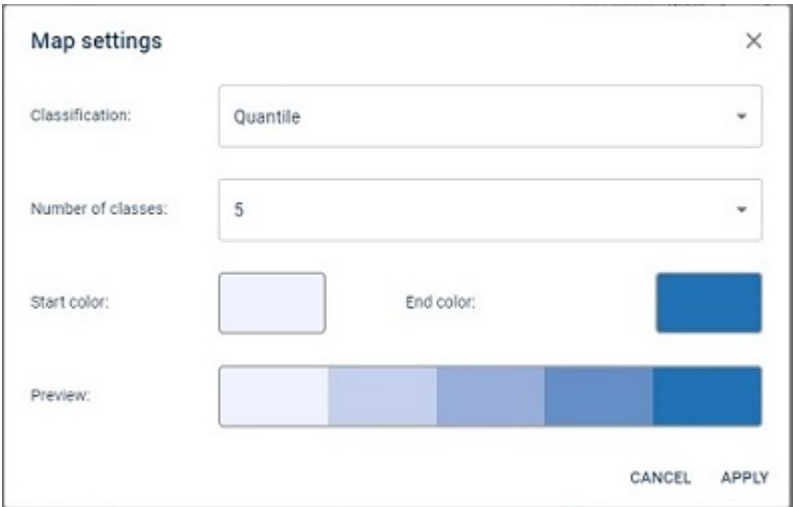 Map settings
Classification: Quantile
Number of classes: 5
Start color: End color:
Preview:
CANCEL APPLY